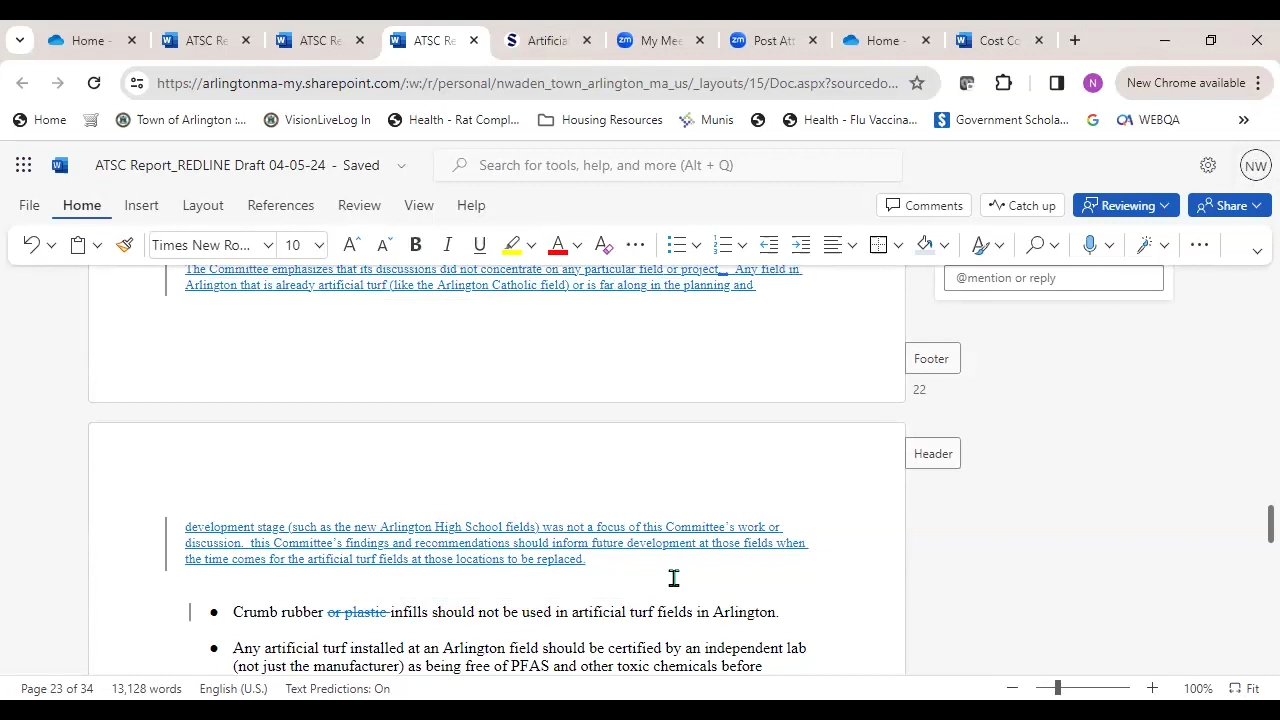 Home -
ATSC Re
ATSC Re
ATSC Re
Artificia
My Mee
Post Att
Home -
Cost Co
https://arlingtonma-my.sharepoint.com/:w:/r/personal/nwaden_town_arlington_ma_us/_layouts/15/Doc.aspx?sourcedo...
N
New Chrome available
Home
Town of Arlington :...
VisionLiveLog In
Health - Rat Compl...
Housing Resources
Munis
Health - Flu Vaccina...
Government Schola...
WEBQA
ATSC Report_REDLINE Draft 04-05-24 - Saved
Search for tools, help, and more (Alt + Q)
NW
File Home Insert Layout References Review View Help
Comments
Catch up
Reviewing
Share
Times New Ro...
10
The Committee emphasizes that its discussions did not concentrate on any particular field or project. Any field in
Arlington that is already artificial turf (like the Arlington Catholic field) or is far along in the planning and
@mention or reply
Footer
22
Header
development stage (such as the new Arlington High School fields) was not a focus of this Committee's work or
discussion. this Committee's findings and recommendations should inform future development at those fields when
the time comes for the artificial turf fields at those locations to be replaced.
● Crumb rubber or plastic infills should not be used in artificial turf fields in Arlington.
● Any artificial turf installed at an Arlington field should be certified by an independent lab
(not just the manufacturer) as being free of PFAS and other toxic chemicals before
Page 23 of 34
13,128 words
English (U.S.)
Text Predictions: On
100%
Fit